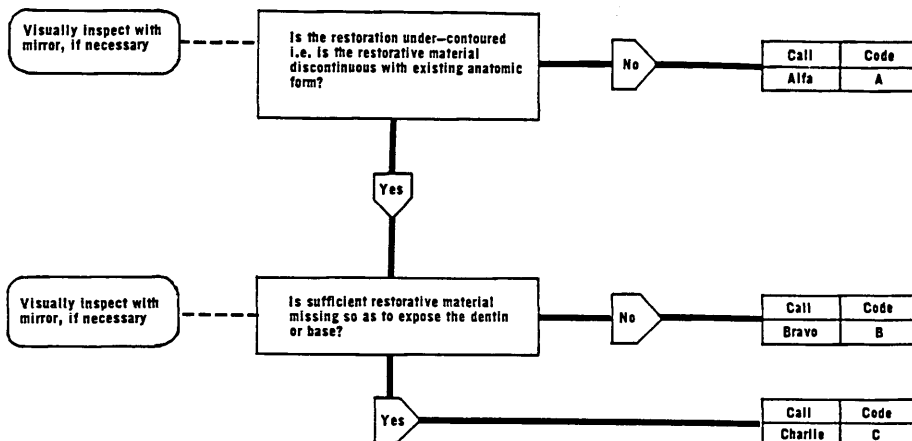 Visually inspect with
mirror, if necessary
Is the restoration under-contoured
i.e. is the restorative material
discontinuous with existing anatomic
form?
No
Call Code
Alfa A
Yes
Visually inspect with
mirror, if necessary
Is sufficient restorative material
missing so as to expose the dentin
or base?
No
Call Code
Bravo B
Yes
Call Code
Charlie C